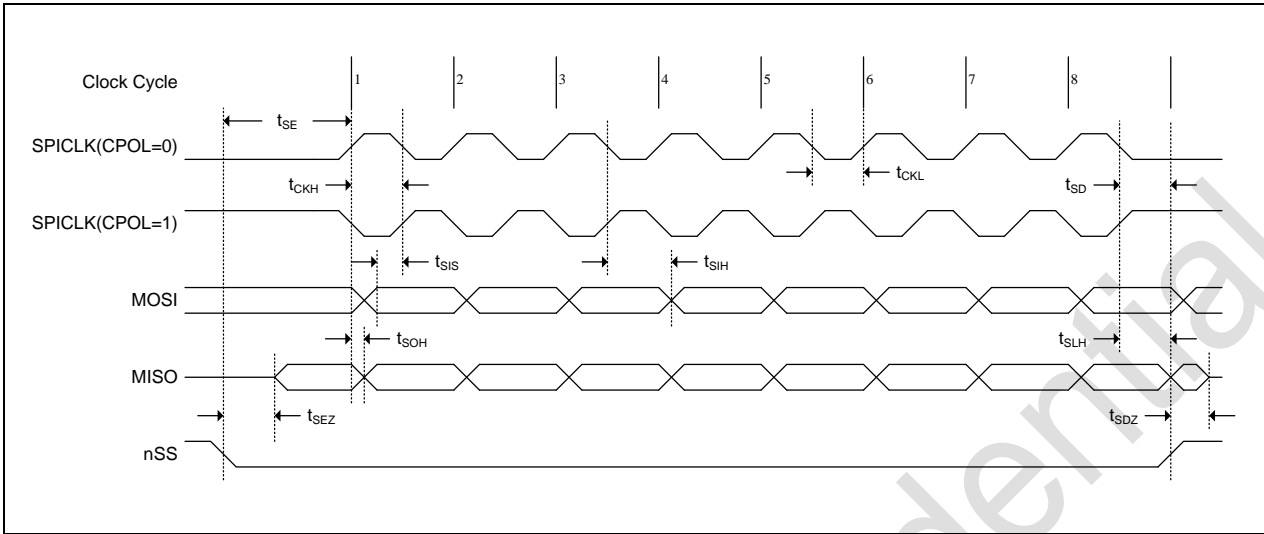 Clock Cycle 1 2 3 4 5 6 7 8
tSE
SPICLK(CPOL=0)
tCKH tCKL tSD
SPICLK(CPOL=1)
tSIS tSIH
MOSI
tSOH tSLH
MISO
tSEZ tSDZ
nSS
dential